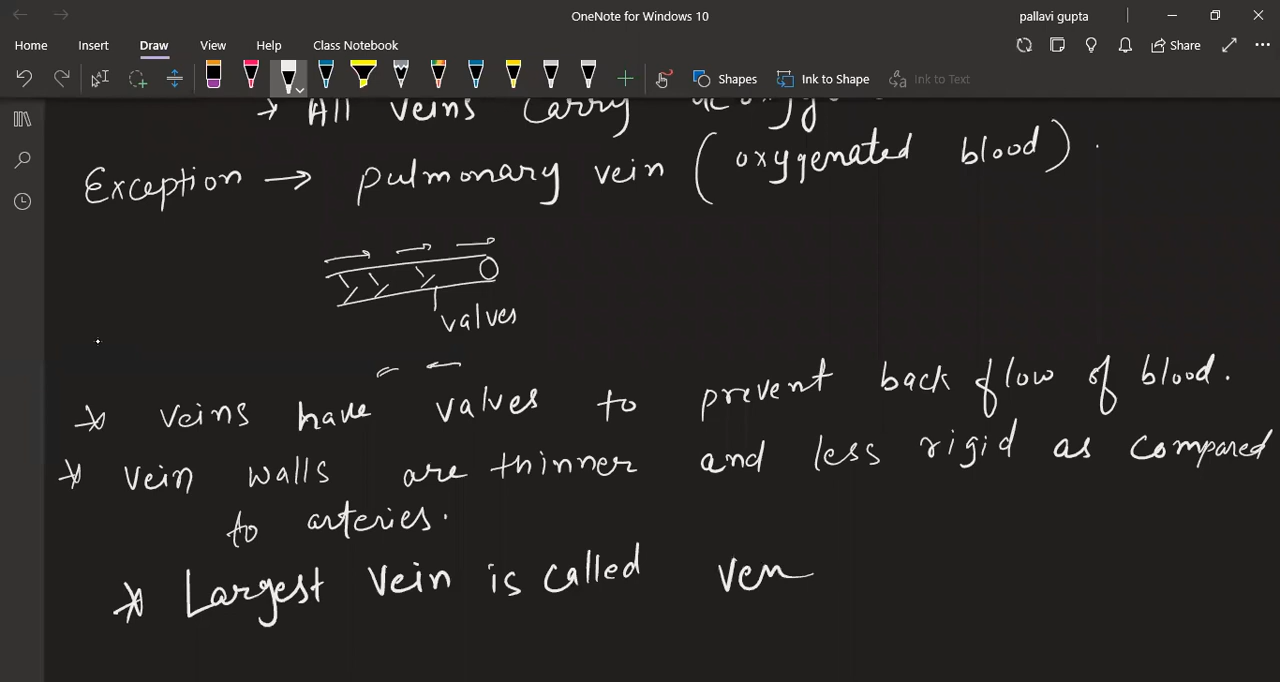 OneNote for Windows 10
pallavi gupta
Home Insert Draw View Help Class Notebook
Share
Shapes Ink to Shape Ink to Text
→ All veins carry
Exception → pulmonary vein (oxygenated blood).
valves
* veins have valves to prevent back flow of blood.
* vein walls are thinner and less rigid as compared
to arteries.
* Largest vein is called ven